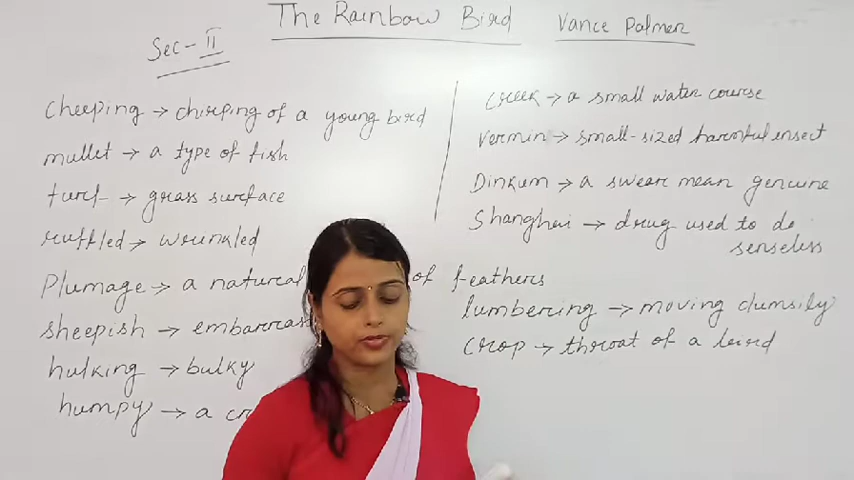 The Rainbow Bird Vance Palmer
Sec-II
cheeping → chirping of a young bird
mullet → a type of fish
turf → grass surface
ruffled → wrinkled
Plumage → a natural of feathers
sheepish → embarrass
hulking → bulky
humpy → a
creek → a small water course
vermin → small-sized harmful insect
Dinkum → a swear mean genuine
Shanghai → drug used to do
senseless
lumbering → moving clumsily
crop → throat of a bird